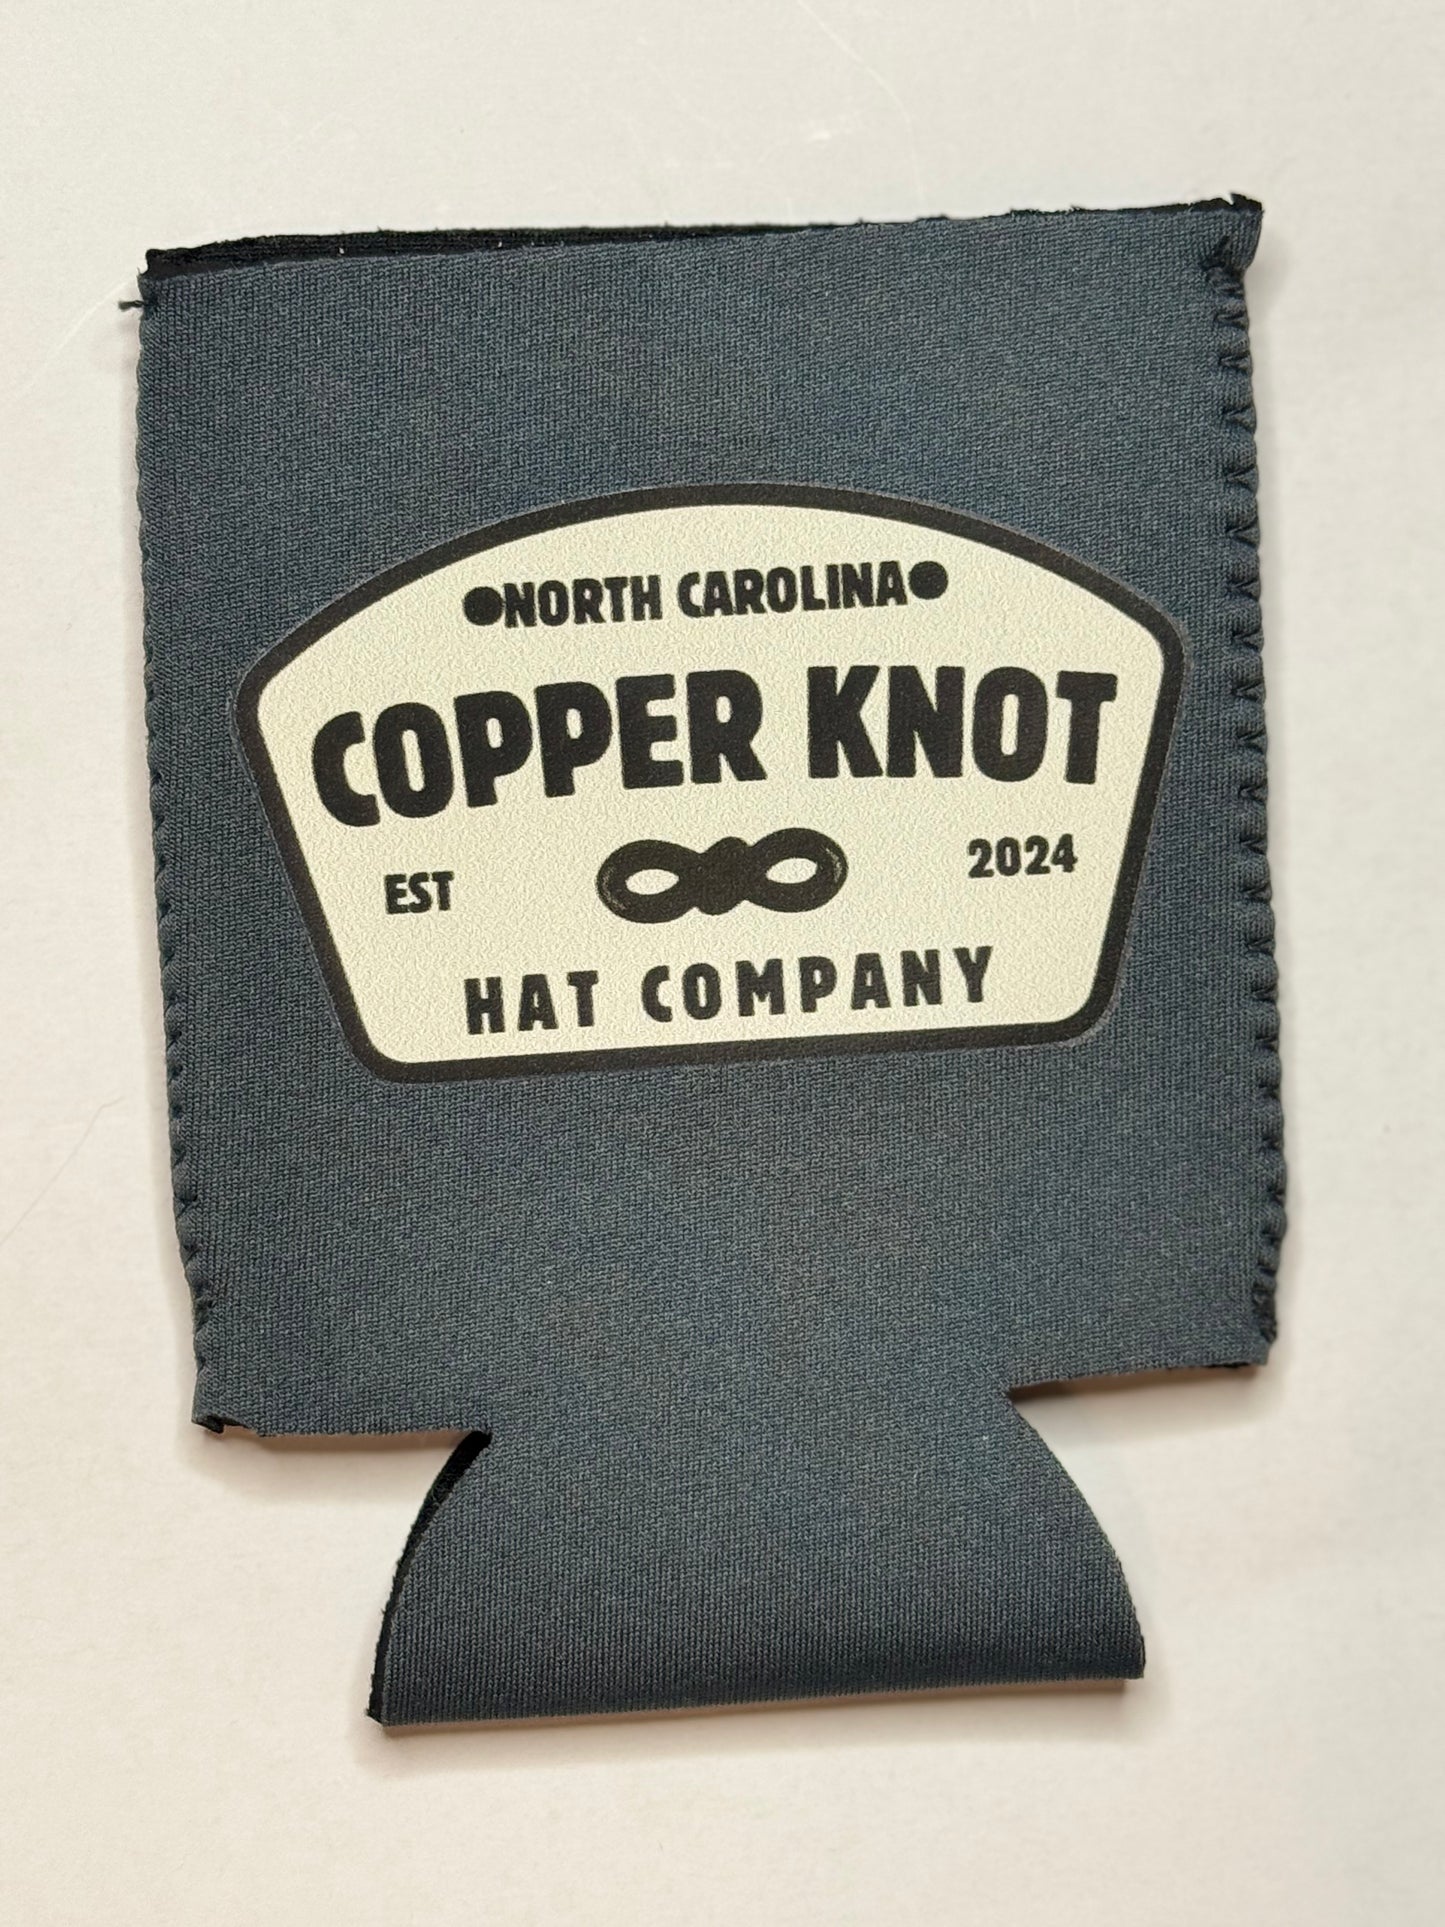 ●NORTH CAROLINA●
COPPER KNOT
EST 2024
HAT COMPANY